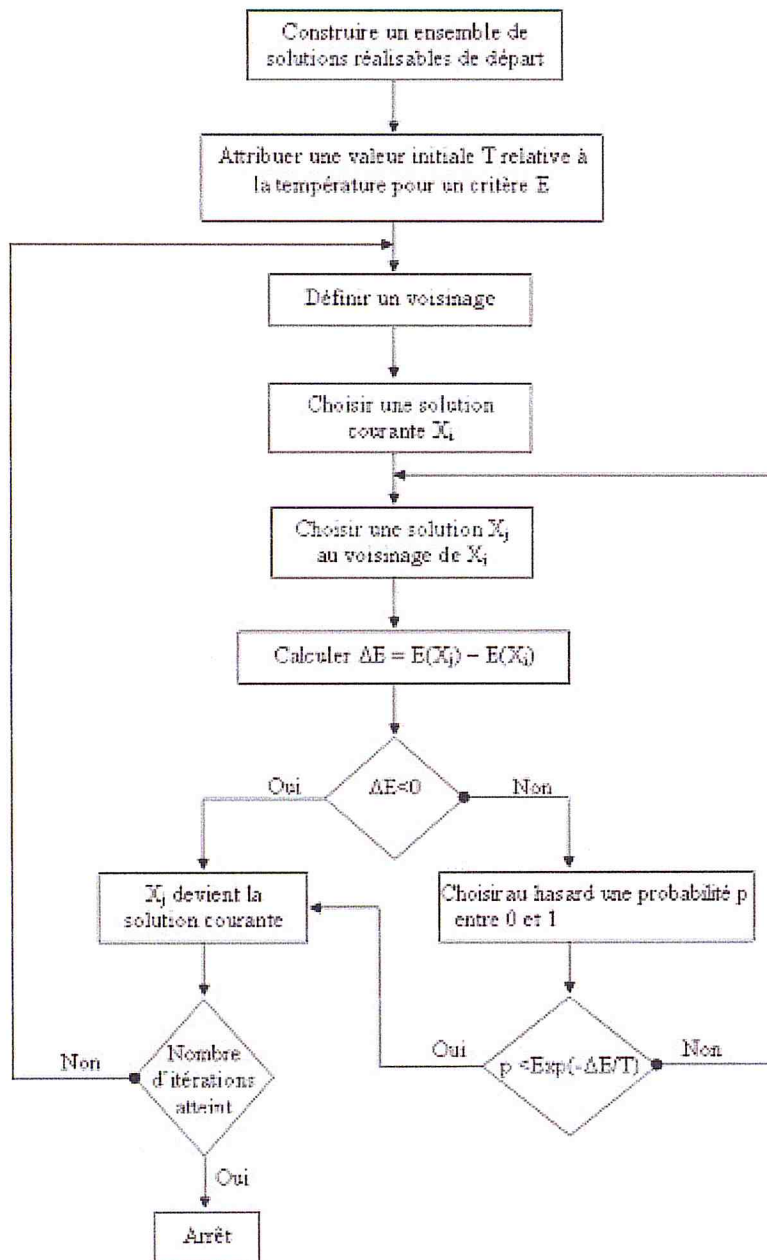 Construire un ensemble de
solutions réalisables de départ
Attribuer une valeur initiale T relative à
la température pour un critère E
Définir un voisinage
Choisir une solution
courante Xi
Choisir une solution Xj
au voisinage de Xi
Calculer ΔE = E(Xj) – E(Xi)
ΔE<0
Oui
Non
Xj devient la
solution courante
Choisir au hasard une probabilité p
entre 0 et 1
Non
Nombre
d'itérations
atteint
Oui
p <Exp(-ΔE/T)
Non
Oui
Arrêt